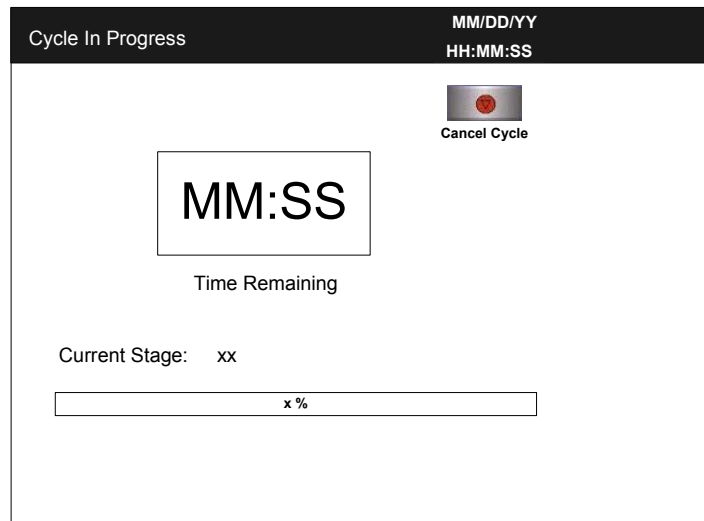 Cycle In Progress
MM/DD/YY
HH:MM:SS
Cancel Cycle
MM:SS
Time Remaining
Current Stage: xx
x %